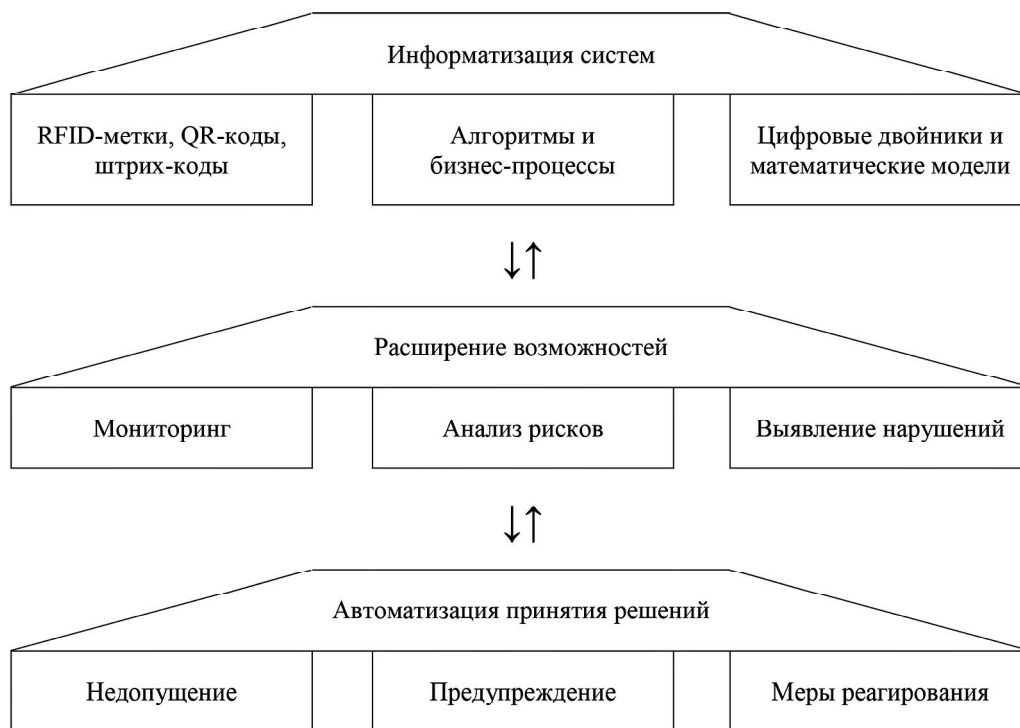 Информатизация систем
RFID-метки, QR-коды,
штрих-коды
Алгоритмы и
бизнес-процессы
Цифровые двойники и
математические модели
↓↑
Расширение возможностей
Мониторинг
Анализ рисков
Выявление нарушений
↓↑
Автоматизация принятия решений
Недопущение
Предупреждение
Меры реагирования